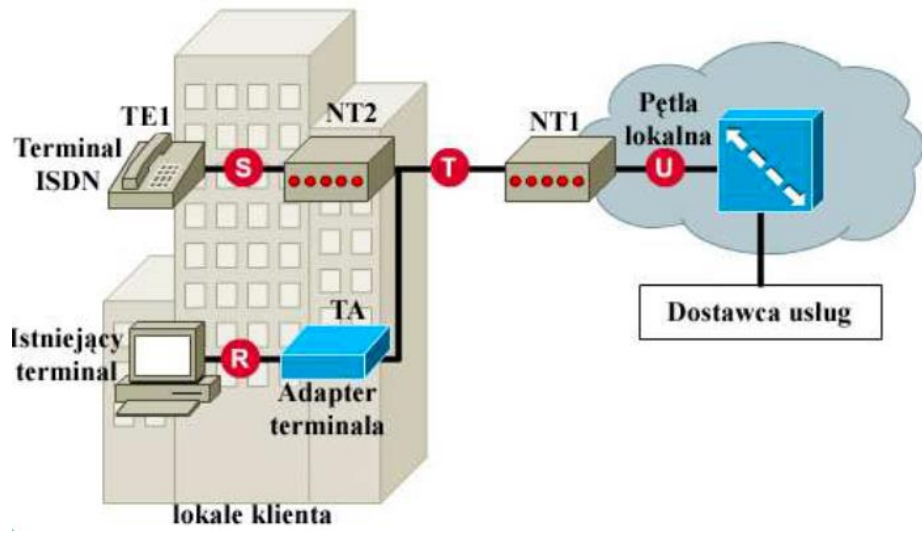 TE1
Terminal
ISDN
S
NT2
T
NT1
Pętla
lokalna
U
Dostawca usług
Istniejący
terminal
R
TA
Adapter
terminala
lokale klienta